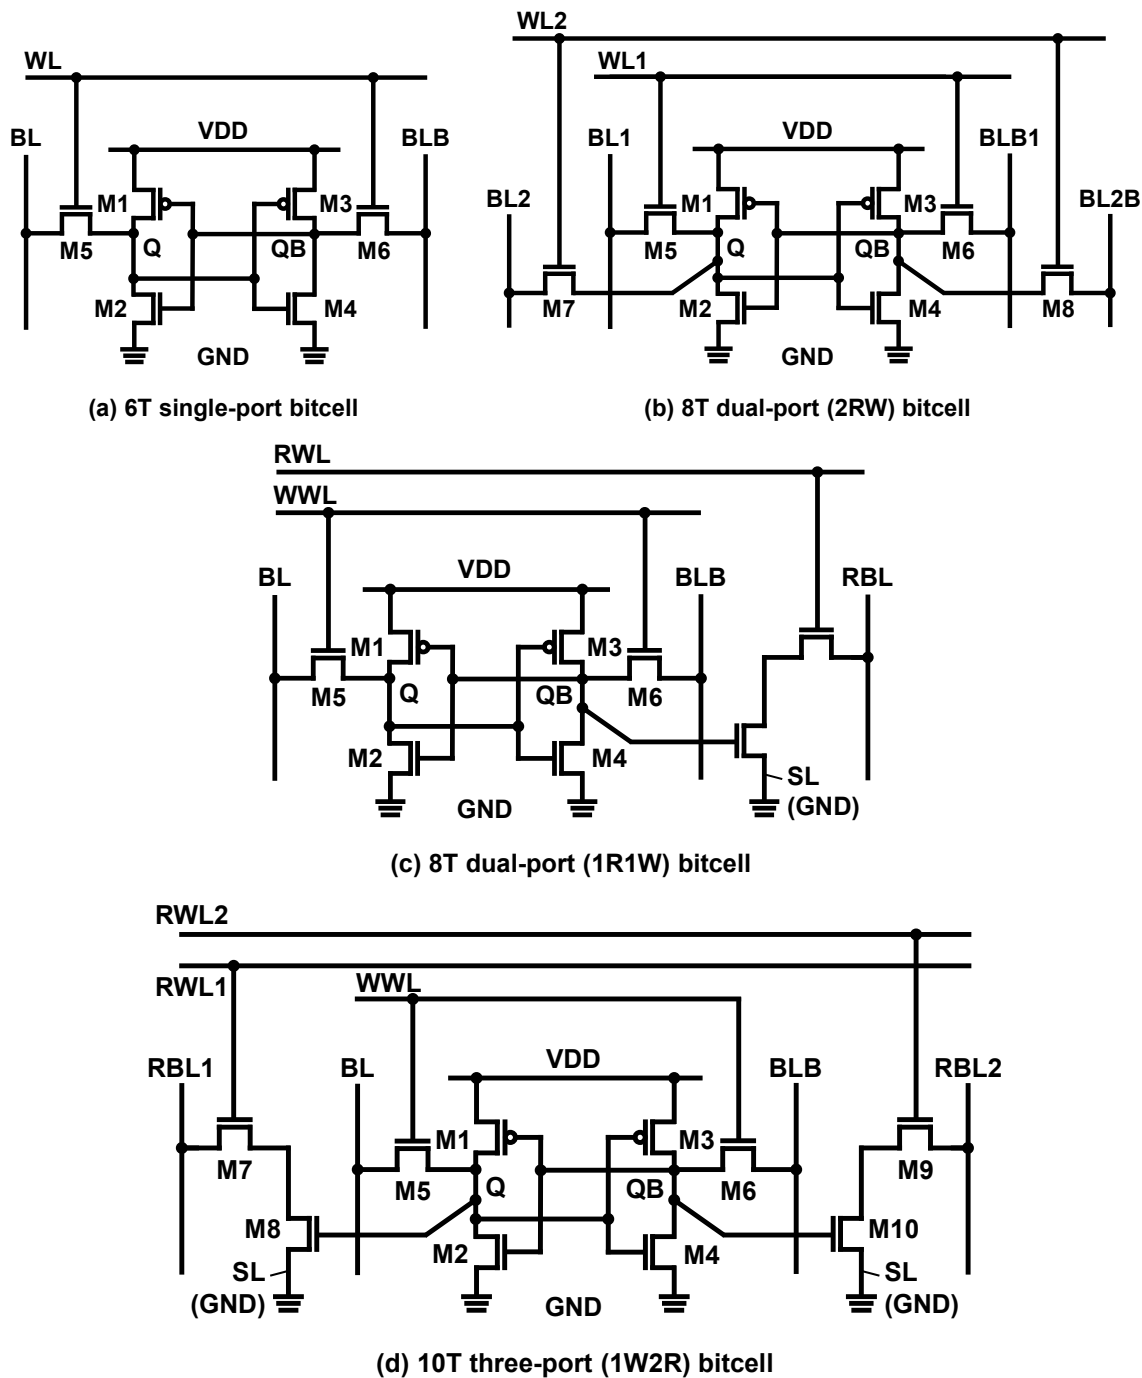 WL
BL
VDD
BLB
M1
M3
M5
Q
QB
M6
M2
M4
GND
(a) 6T single-port bitcell
WL2
WL1
BL1
VDD
BLB1
BL2
BL2B
M1
M3
M5
Q
QB
M6
M7
M2
M4
M8
GND
(b) 8T dual-port (2RW) bitcell
RWL
WWL
BL
VDD
BLB
RBL
M1
M3
M5
Q
QB
M6
M2
M4
SL
(GND)
GND
(c) 8T dual-port (1R1W) bitcell
RWL2
RWL1
WWL
RBL1
BL
VDD
BLB
RBL2
M1
M3
M7
M5
Q
QB
M6
M9
M8
M2
M4
M10
SL
(GND)
GND
SL
(GND)
(d) 10T three-port (1W2R) bitcell